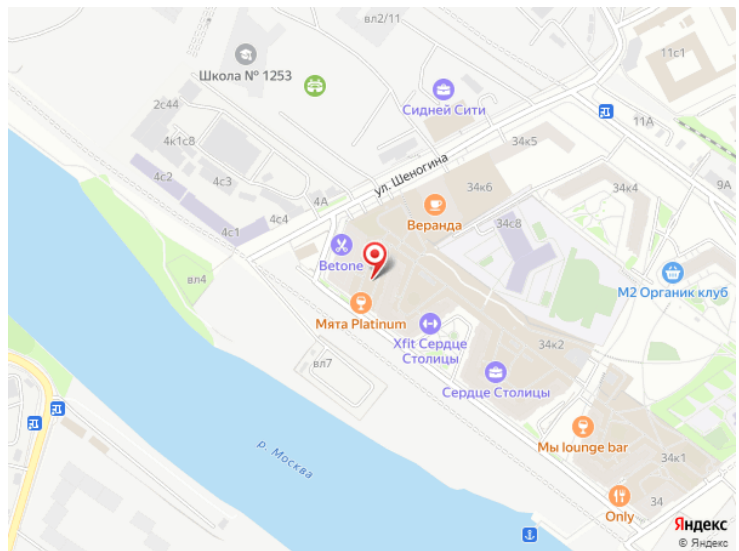 вл2/11
11с1
Школа № 1253
2с44
Сидней Сити
11А
4к1с8
34к5
4с2
4с3
ул. Шеногина
9А
4А
34к6
34к4
4с4
Веранда
34с8
4с1
Betone
вл4
М2 Органик клуб
Мята Platinum
Xfit Сердце
Столицы
34к2
вл7
Сердце Столицы
р. Москва
Мы lounge bar
34к1
34
Only
Яндекс
© Яндекс